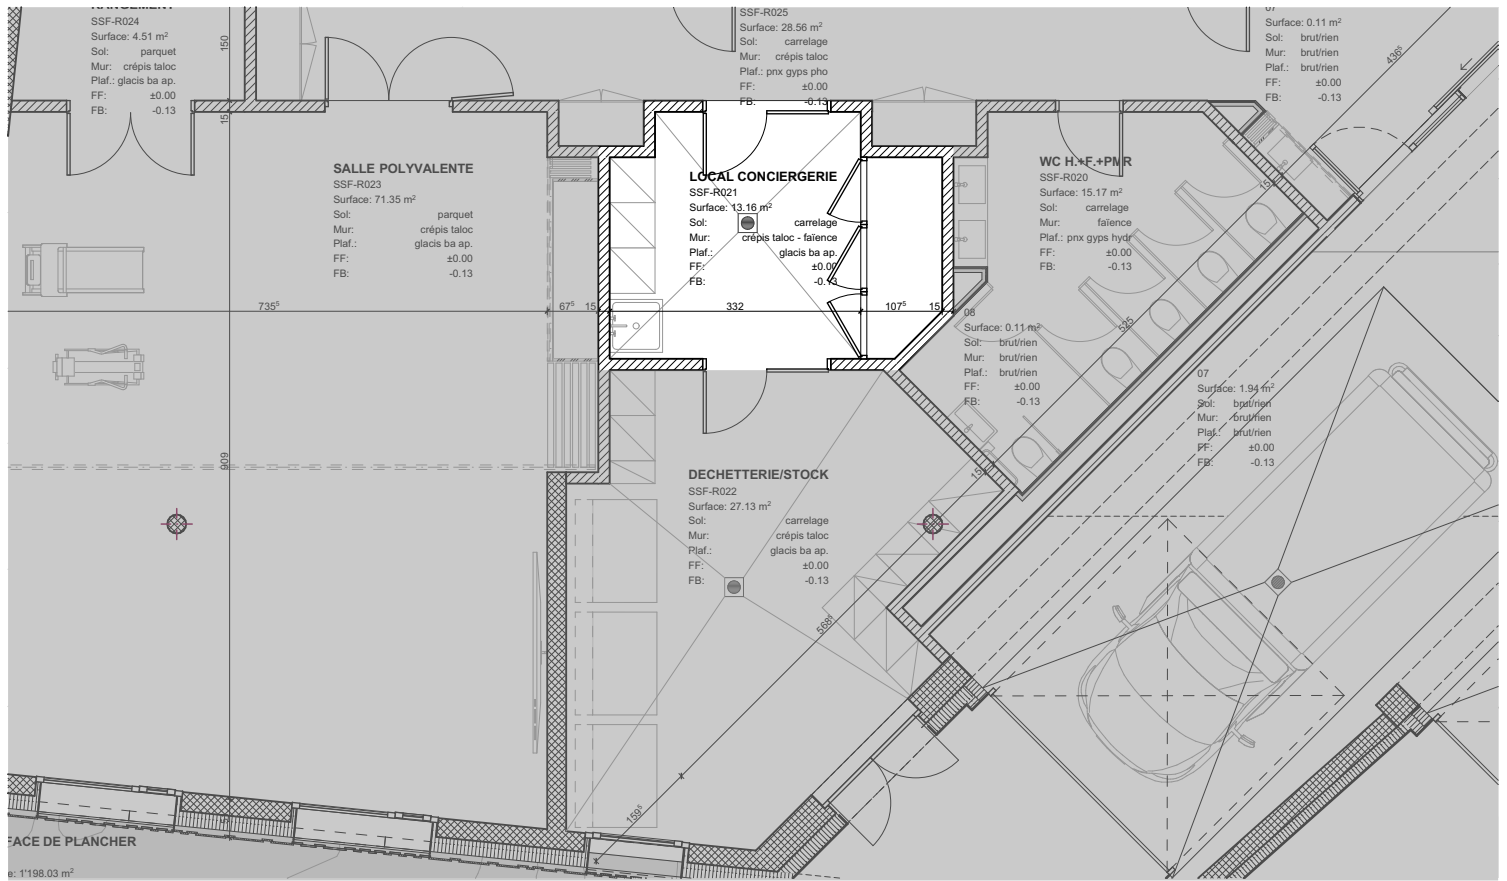 RANGEMENT
SSF-R024
Surface: 4.51 m²
Sol: parquet
Mur: crépis taloc
Plaf.: glacis ba ap.
FF: ±0.00
FB: -0.13
150
15
SSF-R025
Surface: 28.56 m²
Sol: carrelage
Mur: crépis taloc
Plaf.: pnx gyps pho
FF: ±0.00
FB: -0.13
07
Surface: 0.11 m²
Sol: brut/rien
Mur: brut/rien
Plaf.: brut/rien
FF: ±0.00
FB: -0.13
436⁵
SALLE POLYVALENTE
SSF-R023
Surface: 71.35 m²
Sol: parquet
Mur: crépis taloc
Plaf.: glacis ba ap.
FF: ±0.00
FB: -0.13
LOCAL CONCIERGERIE
SSF-R021
Surface: 13.16 m²
Sol: carrelage
Mur: crépis taloc - faïence
Plaf.: glacis ba ap.
FF: ±0.00
FB: -0.13
WC H.+F.+PMR
SSF-R020
Surface: 15.17 m²
Sol: carrelage
Mur: faïence
Plaf.: pnx gyps hydr
FF: ±0.00
FB: -0.13
15
735⁵
67⁵
15
332
107⁵
15
525
08
Surface: 0.11 m²
Sol: brut/rien
Mur: brut/rien
Plaf.: brut/rien
FF: ±0.00
FB: -0.13
07
Surface: 1.94 m²
Sol: brut/rien
Mur: brut/rien
Plaf.: brut/rien
FF: ±0.00
FB: -0.13
909
DECHETTERIE/STOCK
SSF-R022
Surface: 27.13 m²
Sol: carrelage
Mur: crépis taloc
Plaf.: glacis ba ap.
FF: ±0.00
FB: -0.13
15
568⁵
159⁵
FACE DE PLANCHER
e: 1'198.03 m²